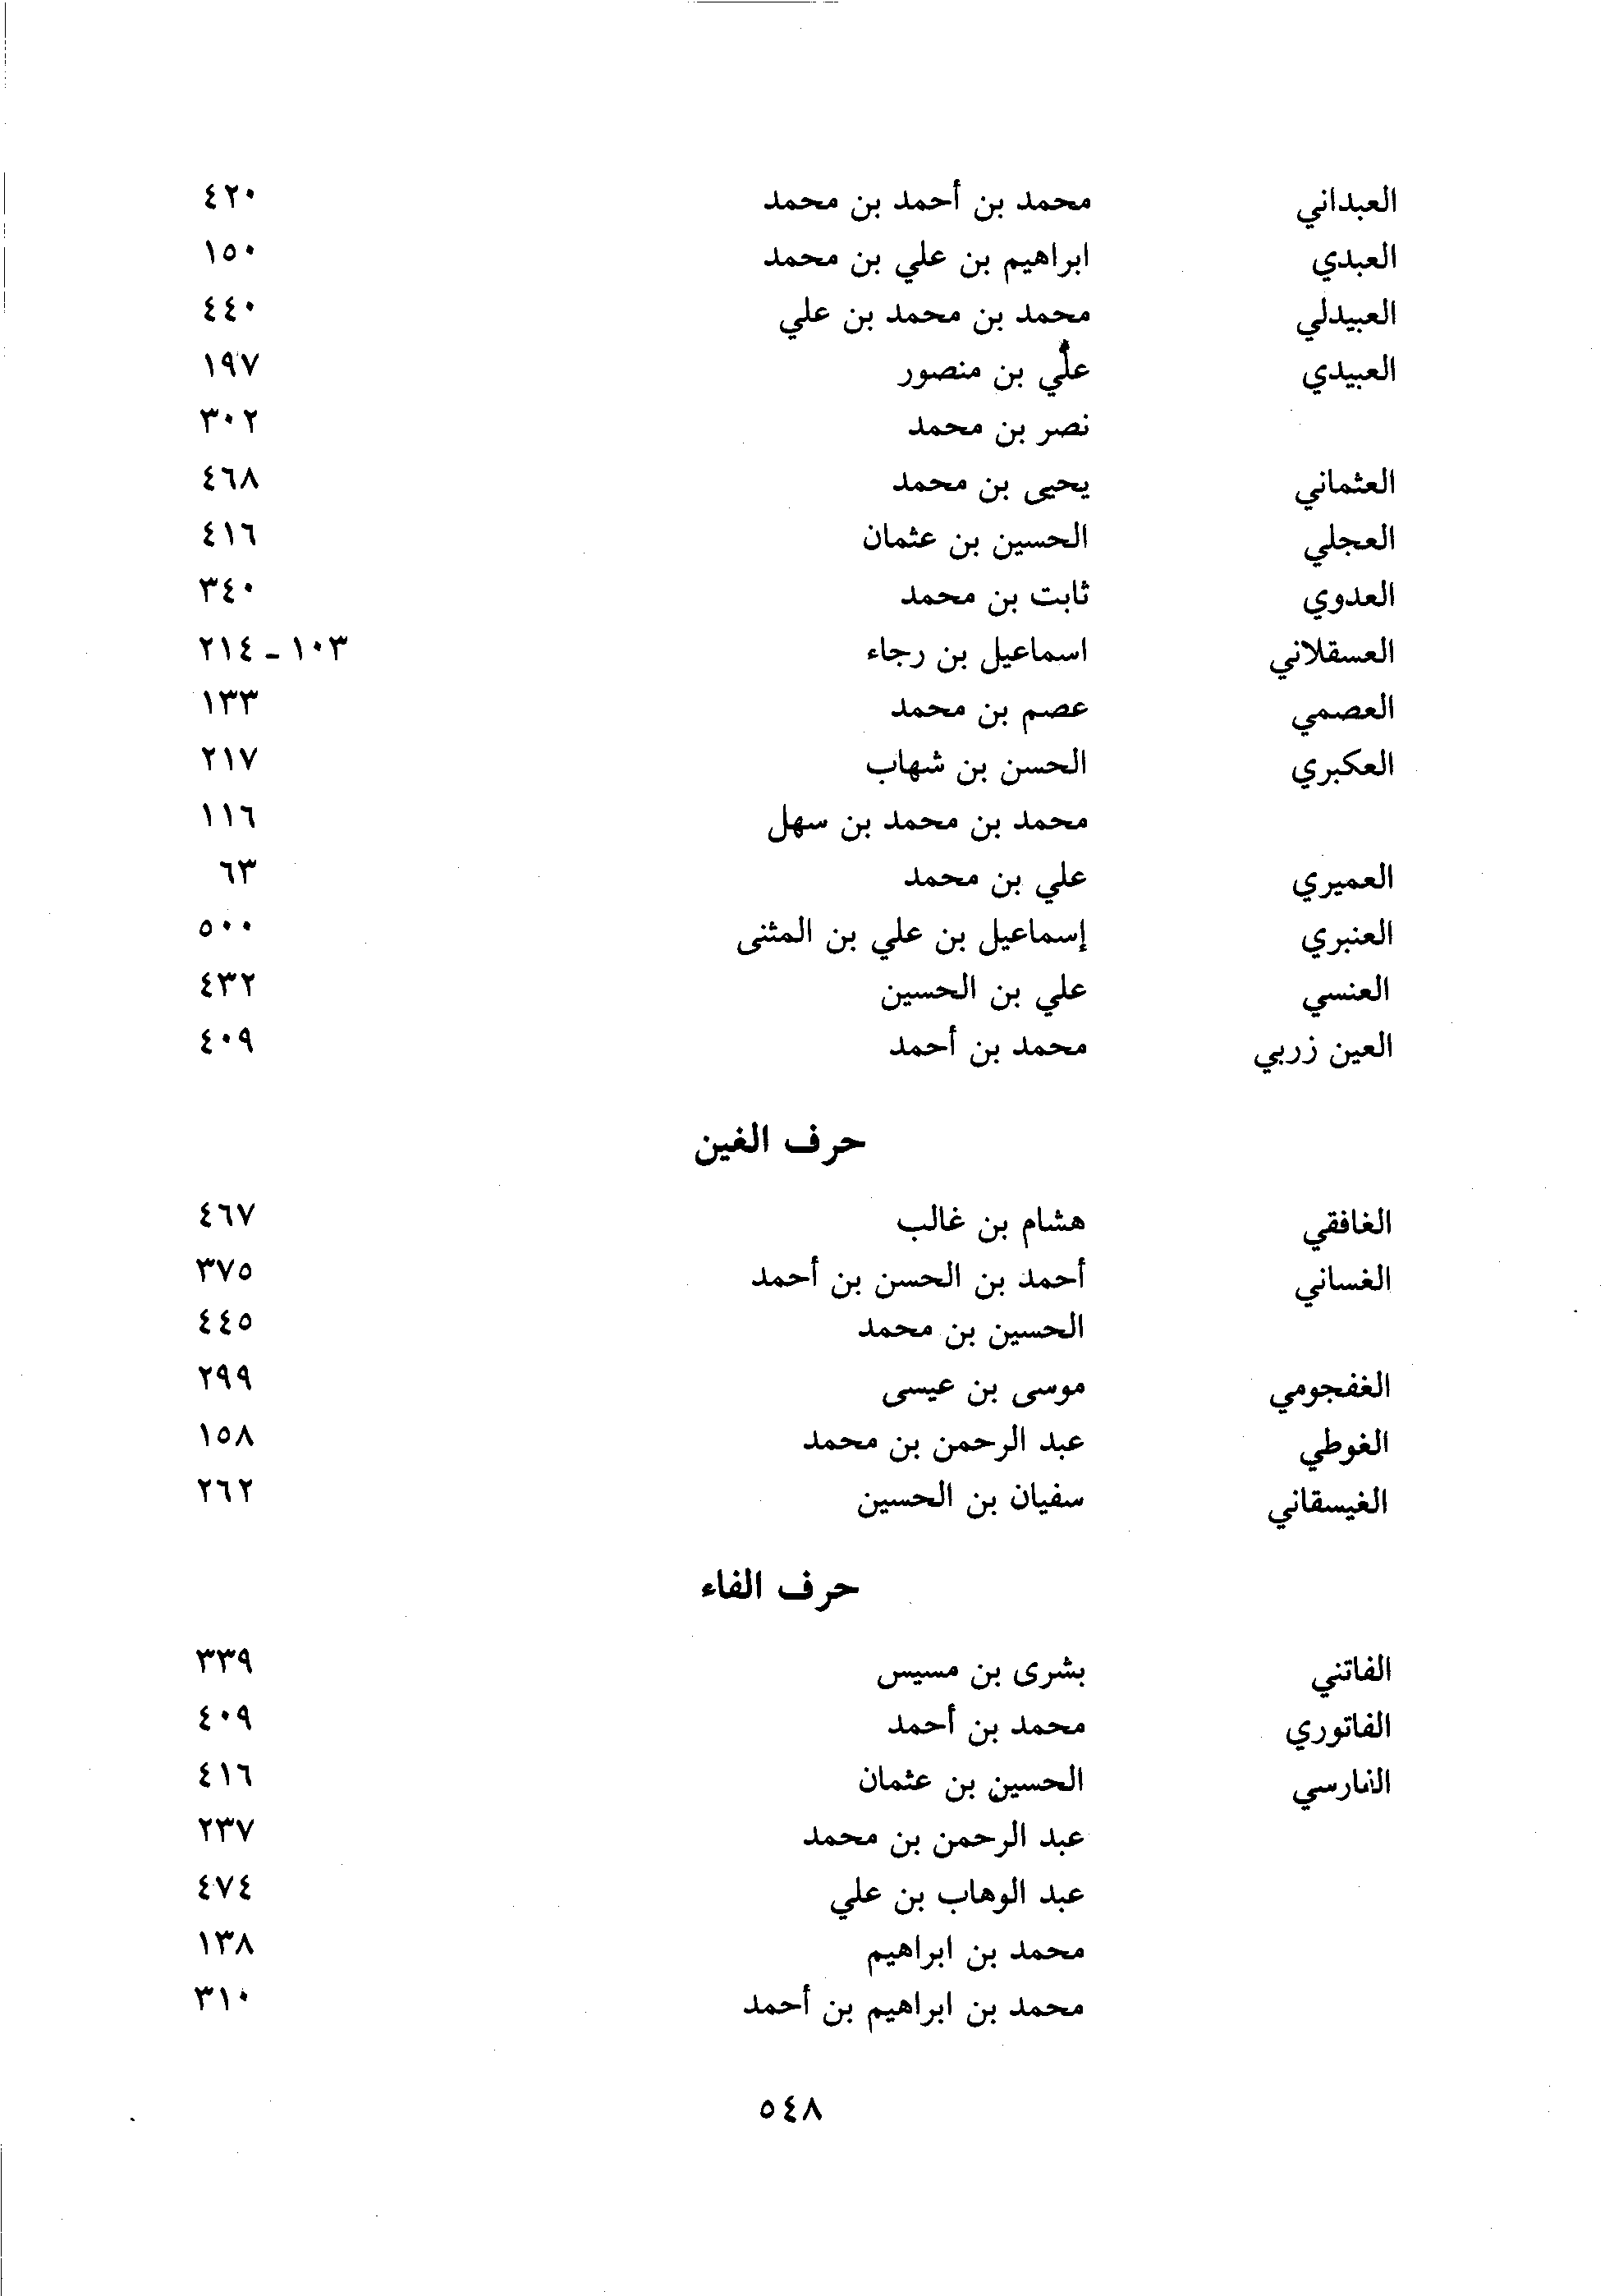 العبداني محمد بن أحمد بن محمد ٤٢٠
العبدي ابراهيم بن علي بن محمد ١٥٠
العبيدلي محمد بن محمد بن علي ٤٤٠
العبيدي علي بن منصور ١٩٧
نصر بن محمد ٣٠٢
العثماني يحيى بن محمد ٤٦٨
العجلي الحسين بن عثمان ٤١٦
العدوي ثابت بن محمد ٣٤٠
العسقلاني اسماعيل بن رجاء ١٠٣ - ٢١٤
العصمي عصم بن محمد ١٣٣
العكبري الحسن بن شهاب ٢١٧
محمد بن محمد بن سهل ١١٦
العميري علي بن محمد ٦٣
العنبري إسماعيل بن علي بن المثنى ٥٠٠
العنسي علي بن الحسين ٤٣٢
العين زربي محمد بن أحمد ٤٠٩
حرف الغين
الغافقي هشام بن غالب ٤٦٧
الغساني أحمد بن الحسن بن أحمد ٣٧٥
الحسين بن محمد ٤٤٥
الغفجومي موسى بن عيسى ٢٩٩
الغوطي عبد الرحمن بن محمد ١٥٨
الغيسقاني سفيان بن الحسين ٢٦٢
حرف الفاء
الفاتني بشرى بن مسيس ٣٣٩
الفاتوري محمد بن أحمد ٤٠٩
الفارسي الحسين بن عثمان ٤١٦
عبد الرحمن بن محمد ٢٣٧
عبد الوهاب بن علي ٤٧٤
محمد بن ابراهيم ١٣٨
محمد بن ابراهيم بن أحمد ٣١٠
٥٤٨